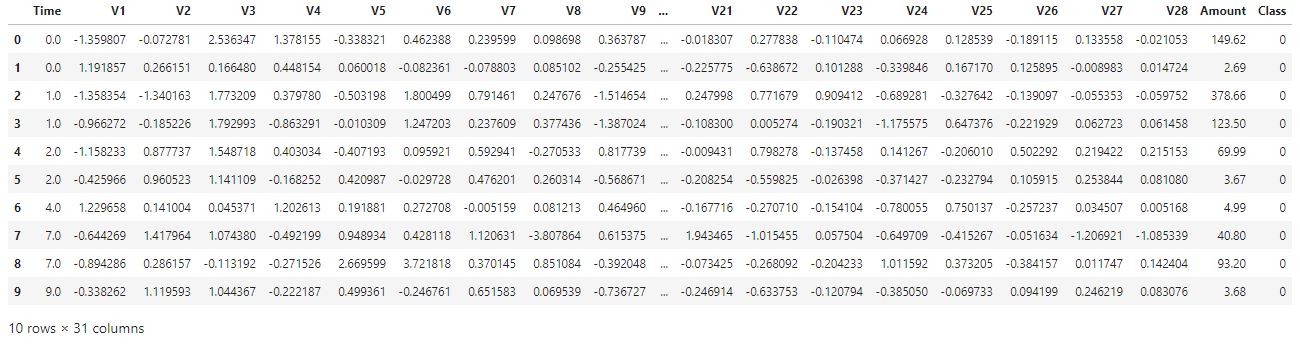 Time V1 V2 V3 V4 V5 V6 V7 V8 V9 ... V21 V22 V23 V24 V25 V26 V27 V28 Amount Class
0 0.0 -1.359807 -0.072781 2.536347 1.378155 -0.338321 0.462388 0.239599 0.098698 0.363787 ... -0.018307 0.277838 -0.110474 0.066928 0.128539 -0.189115 0.133558 -0.021053 149.62 0
1 0.0 1.191857 0.266151 0.166480 0.448154 0.060018 -0.082361 -0.078803 0.085102 -0.255425 ... -0.225775 -0.638672 0.101288 -0.339846 0.167170 0.125895 -0.008983 0.014724 2.69 0
2 1.0 -1.358354 -1.340163 1.773209 0.379780 -0.503198 1.800499 0.791461 0.247676 -1.514654 ... 0.247998 0.771679 0.909412 -0.689281 -0.327642 -0.139097 -0.055353 -0.059752 378.66 0
3 1.0 -0.966272 -0.185226 1.792993 -0.863291 -0.010309 1.247203 0.237609 0.377436 -1.387024 ... -0.108300 0.005274 -0.190321 -1.175575 0.647376 -0.221929 0.062723 0.061458 123.50 0
4 2.0 -1.158233 0.877737 1.548718 0.403034 -0.407193 0.095921 0.592941 -0.270533 0.817739 ... -0.009431 0.798278 -0.137458 0.141267 -0.206010 0.502292 0.219422 0.215153 69.99 0
5 2.0 -0.425966 0.960523 1.141109 -0.168252 0.420987 -0.029728 0.476201 0.260314 -0.568671 ... -0.208254 -0.559825 -0.026398 -0.371427 -0.232794 0.105915 0.253844 0.081080 3.67 0
6 4.0 1.229658 0.141004 0.045371 1.202613 0.191881 0.272708 -0.005159 0.081213 0.464960 ... -0.167716 -0.270710 -0.154104 -0.780055 0.750137 -0.257237 0.034507 0.005168 4.99 0
7 7.0 -0.644269 1.417964 1.074380 -0.492199 0.948934 0.428118 1.120631 -3.807864 0.615375 ... 1.943465 -1.015455 0.057504 -0.649709 -0.415267 -0.051634 -1.206921 -1.085339 40.80 0
8 7.0 -0.894286 0.286157 -0.113192 -0.271526 2.669599 3.721818 0.370145 0.851084 -0.392048 ... -0.073425 -0.268092 -0.204233 1.011592 0.373205 -0.384157 0.011747 0.142404 93.20 0
9 9.0 -0.338262 1.119593 1.044367 -0.222187 0.499361 -0.246761 0.651583 0.069539 -0.736727 ... -0.246914 -0.633753 -0.120794 -0.385050 -0.069733 0.094199 0.246219 0.083076 3.68 0
10 rows × 31 columns